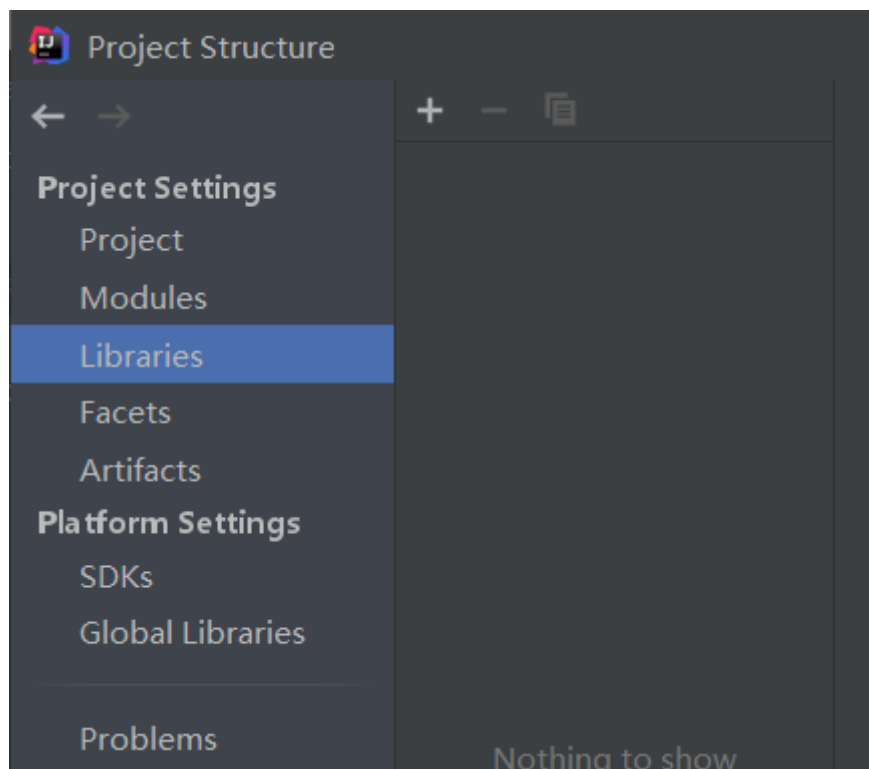 Project Structure
Project Settings
Project
Modules
Libraries
Facets
Artifacts
Platform Settings
SDKs
Global Libraries
Problems
Nothing to show